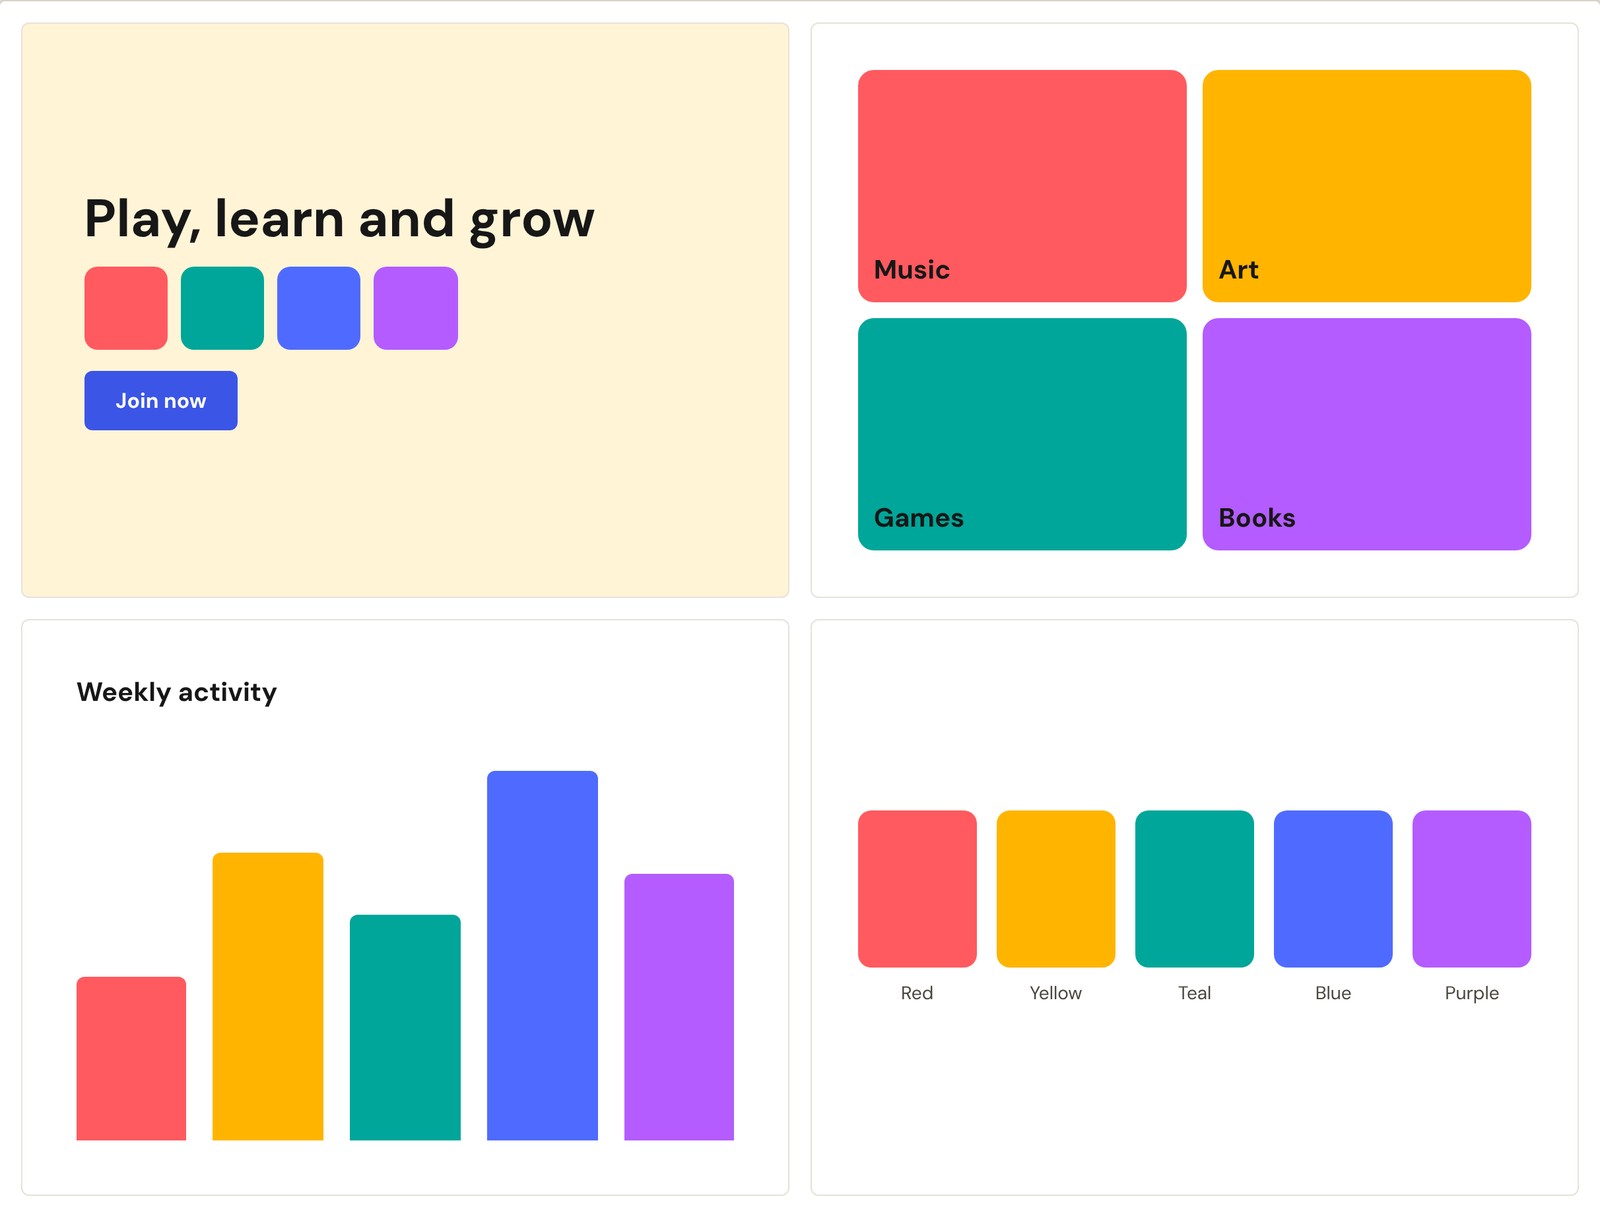 Play, learn and grow
Join now
Music
Art
Games
Books
Weekly activity
Red
Yellow
Teal
Blue
Purple